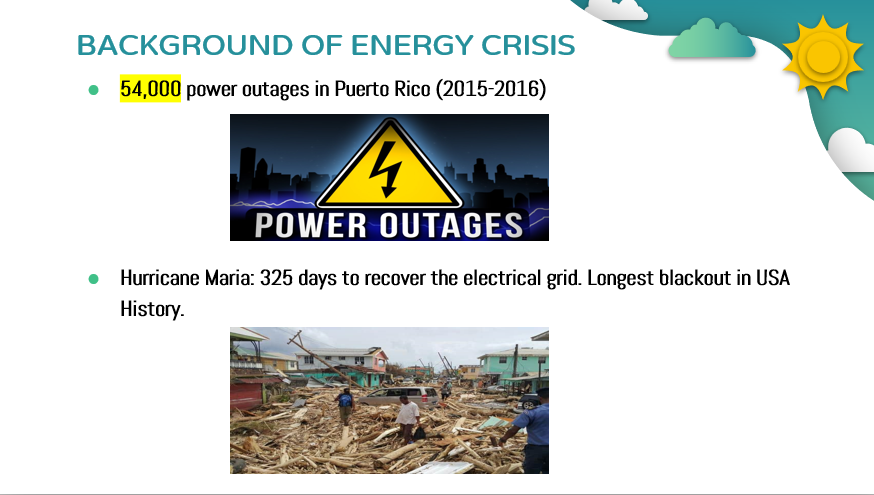 BACKGROUND OF ENERGY CRISIS
54,000 power outages in Puerto Rico (2015-2016)
POWER OUTAGES
Hurricane Maria: 325 days to recover the electrical grid. Longest blackout in USA
History.